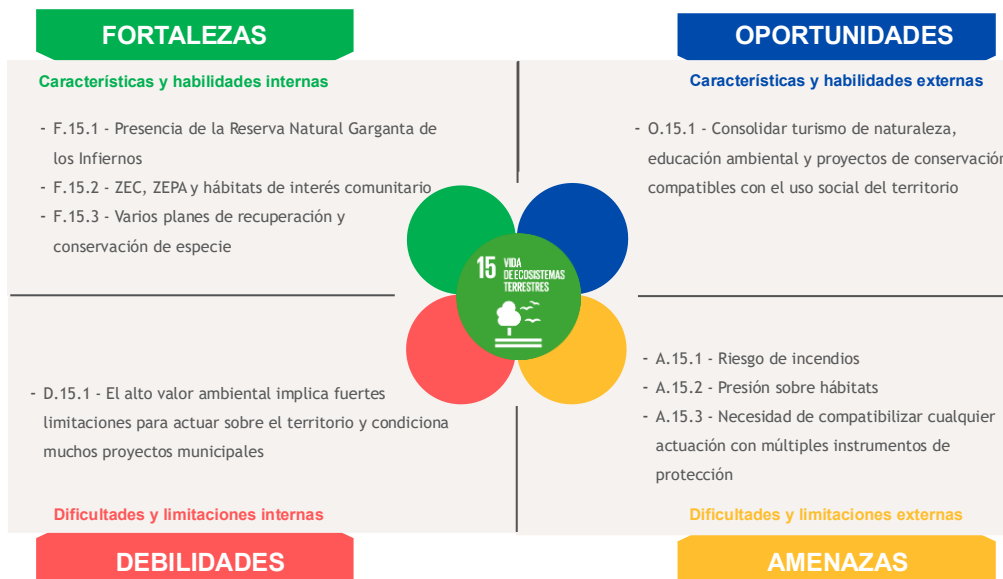 FORTALEZAS
Características y habilidades internas
- F.15.1 - Presencia de la Reserva Natural Garganta de
los Infiernos
- F.15.2 - ZEC, ZEPA y hábitats de interés comunitario
- F.15.3 - Varios planes de recuperación y
conservación de especie
OPORTUNIDADES
Características y habilidades externas
- O.15.1 - Consolidar turismo de naturaleza,
educación ambiental y proyectos de conservación
compatibles con el uso social del territorio
15 VIDA
DE ECOSISTEMAS
TERRESTRES
- D.15.1 - El alto valor ambiental implica fuertes
limitaciones para actuar sobre el territorio y condiciona
muchos proyectos municipales
Dificultades y limitaciones internas
DEBILIDADES
- A.15.1 - Riesgo de incendios
- A.15.2 - Presión sobre hábitats
- A.15.3 - Necesidad de compatibilizar cualquier
actuación con múltiples instrumentos de
protección
Dificultades y limitaciones externas
AMENAZAS